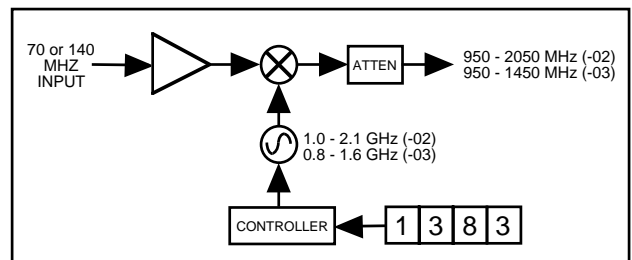 70 or 140
MHZ
INPUT
ATTEN
950 - 2050 MHz (-02)
950 - 1450 MHz (-03)
1.0 - 2.1 GHz (-02)
0.8 - 1.6 GHz (-03)
CONTROLLER
1 3 8 3